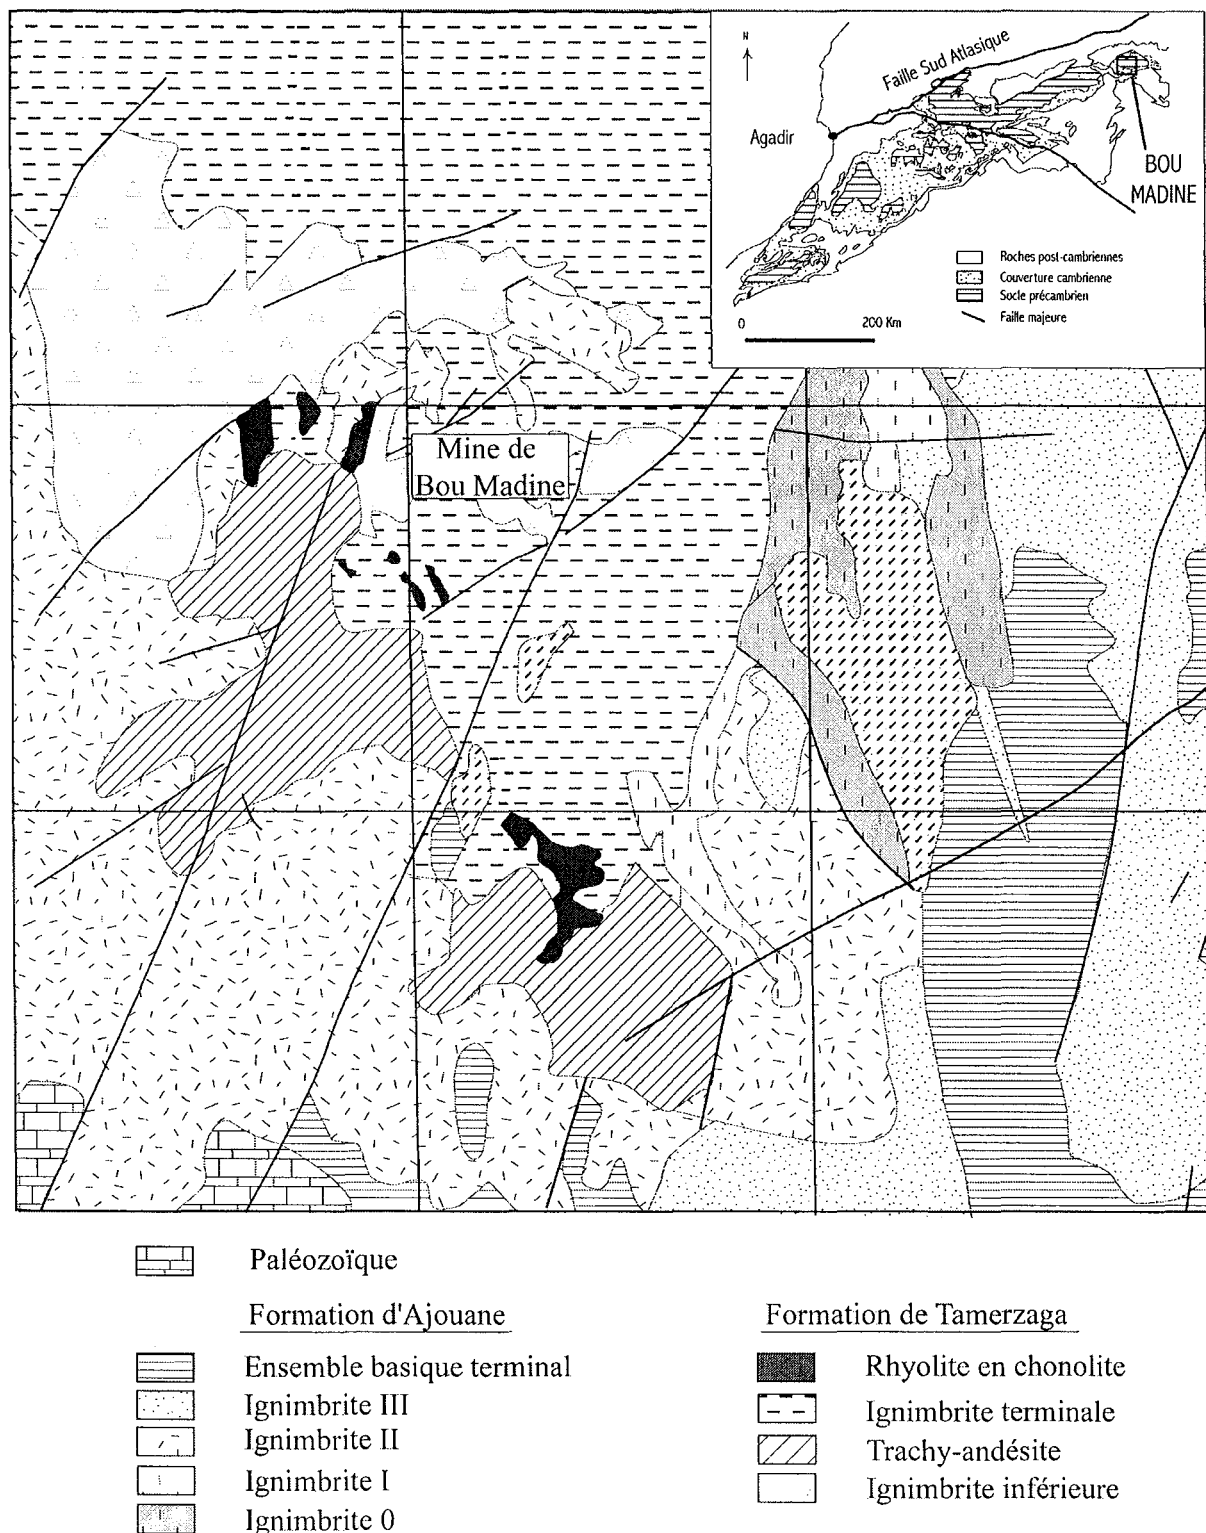 N
Faille Sud Atlasique
Agadir
BOU
MADINE
Roches post-cambriennes
Couverture cambrienne
Socle précambrien
Faille majeure
0 200 Km
Mine de
Bou Madine
Paléozoïque
Formation d'Ajouane
Ensemble basique terminal
Ignimbrite III
Ignimbrite II
Ignimbrite I
Ignimbrite 0
Formation de Tamerzaga
Rhyolite en chonolite
Ignimbrite terminale
Trachy-andésite
Ignimbrite inférieure